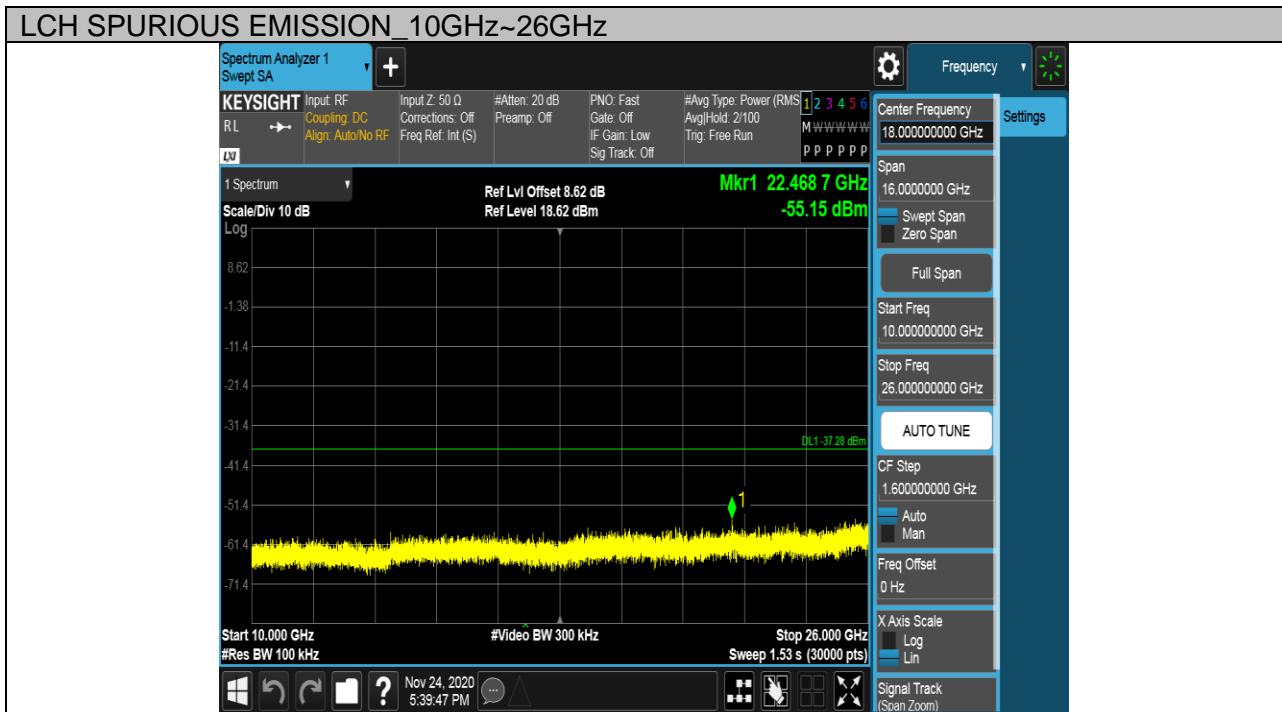 LCH SPURIOUS EMISSION_10GHz~26GHz
Spectrum Analyzer 1
Swept SA
+
Frequency
KEYSIGHT
RL
LXI
Input: RF
Coupling: DC
Align: Auto/No RF
Input Z: 50 Ω
Corrections: Off
Freq Ref: Int (S)
#Atten: 20 dB
Preamp: Off
PNO: Fast
Gate: Off
IF Gain: Low
Sig Track: Off
#Avg Type: Power (RMS
Avg|Hold: 2/100
Trig: Free Run
1 2 3 4 5 6
M W W W W W
P P P P P P
1 Spectrum
Scale/Div 10 dB
Log
Ref Lvl Offset 8.62 dB
Ref Level 18.62 dBm
Mkr1 22.468 7 GHz
-55.15 dBm
8.62
-1.38
-11.4
-21.4
-31.4
-41.4
-51.4
-61.4
-71.4
DL1 -37.28 dBm
1
Start 10.000 GHz
#Res BW 100 kHz
#Video BW 300 kHz
Stop 26.000 GHz
Sweep 1.53 s (30000 pts)
?
Nov 24, 2020
5:39:47 PM
Center Frequency
18.000000000 GHz
Settings
Span
16.0000000 GHz
Swept Span
Zero Span
Full Span
Start Freq
10.000000000 GHz
Stop Freq
26.000000000 GHz
AUTO TUNE
CF Step
1.600000000 GHz
Auto
Man
Freq Offset
0 Hz
X Axis Scale
Log
Lin
Signal Track
(Span Zoom)